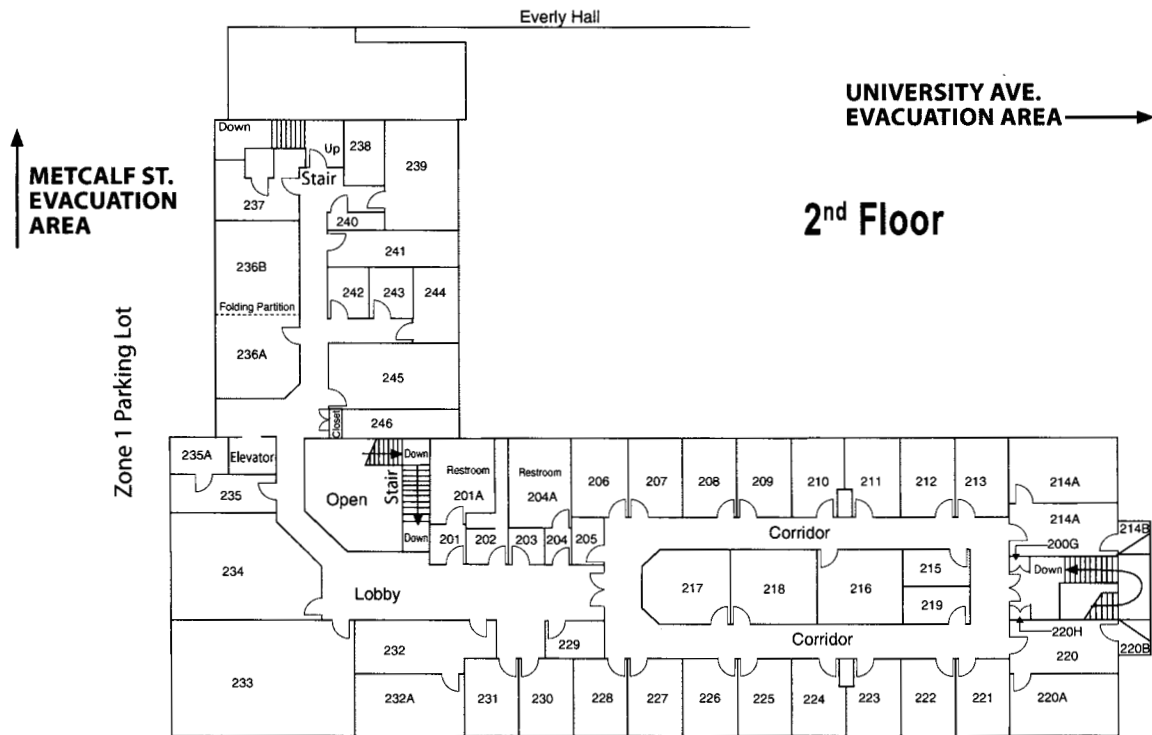 Everly Hall
UNIVERSITY AVE.
EVACUATION AREA
METCALF ST.
EVACUATION
AREA
2nd Floor
Zone 1 Parking Lot
Down
Up
Stair
238
239
237
240
241
236B
242
243
244
Folding Partition
236A
245
246
Closet
235A
Elevator
235
Open
Stair
Down
Down
Restroom
201A
Restroom
204A
206
207
208
209
210
211
212
213
214A
214A
214B
201
202
203
204
205
Corridor
200G
Down
234
Lobby
217
218
216
215
219
Corridor
220H
220
220B
233
232
229
232A
231
230
228
227
226
225
224
223
222
221
220A